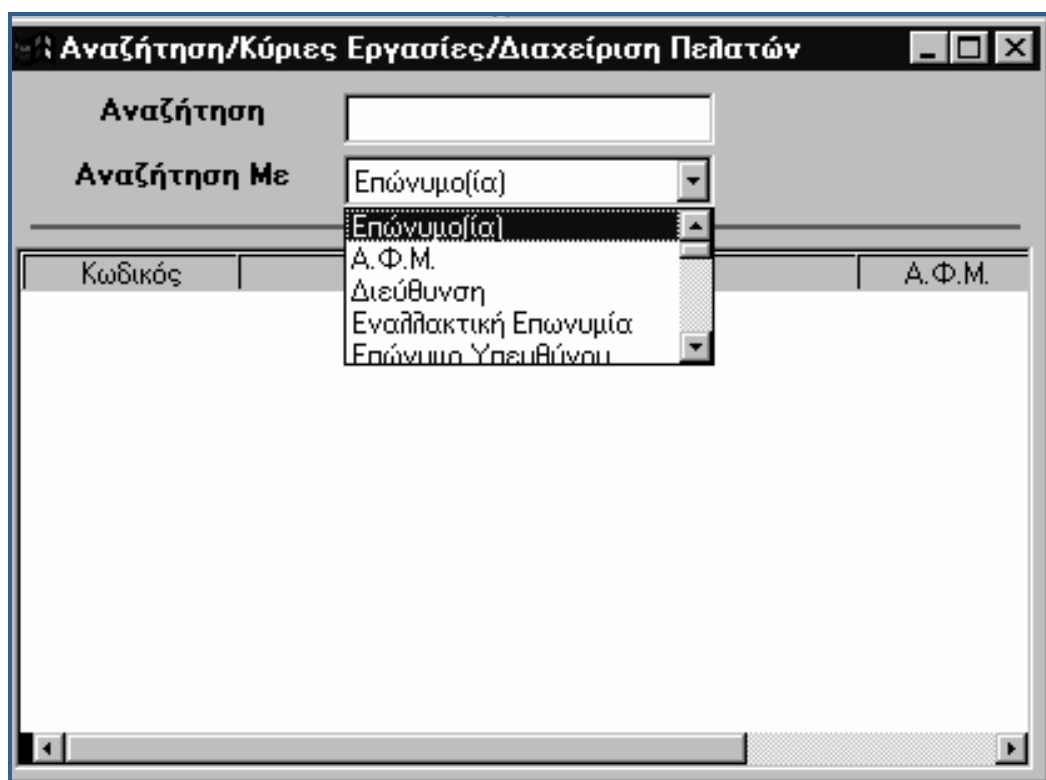 Αναζήτηση/Κύριες Εργασίες/Διαχείριση Πελατών
Αναζήτηση
Αναζήτηση Με Επώνυμο(ία)
Επώνυμο(ία)
Α.Φ.Μ.
Διεύθυνση
Εναλλακτική Επωνυμία
Επώνυμο Υπευθύνου
Κωδικός Α.Φ.Μ.